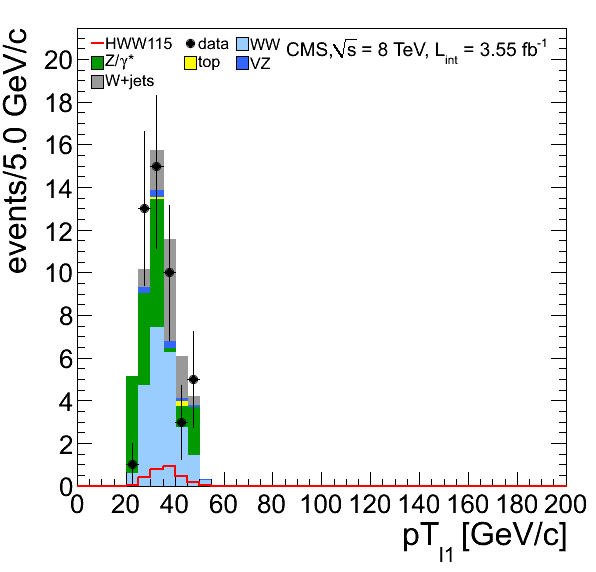 HWW115 data WW CMS,√s = 8 TeV, L_int = 3.55 fb⁻¹
Z/γ* top VZ
W+jets
events/5.0 GeV/c
20
18
16
14
12
10
8
6
4
2
0
0 20 40 60 80 100 120 140 160 180 200
pT_l1 [GeV/c]